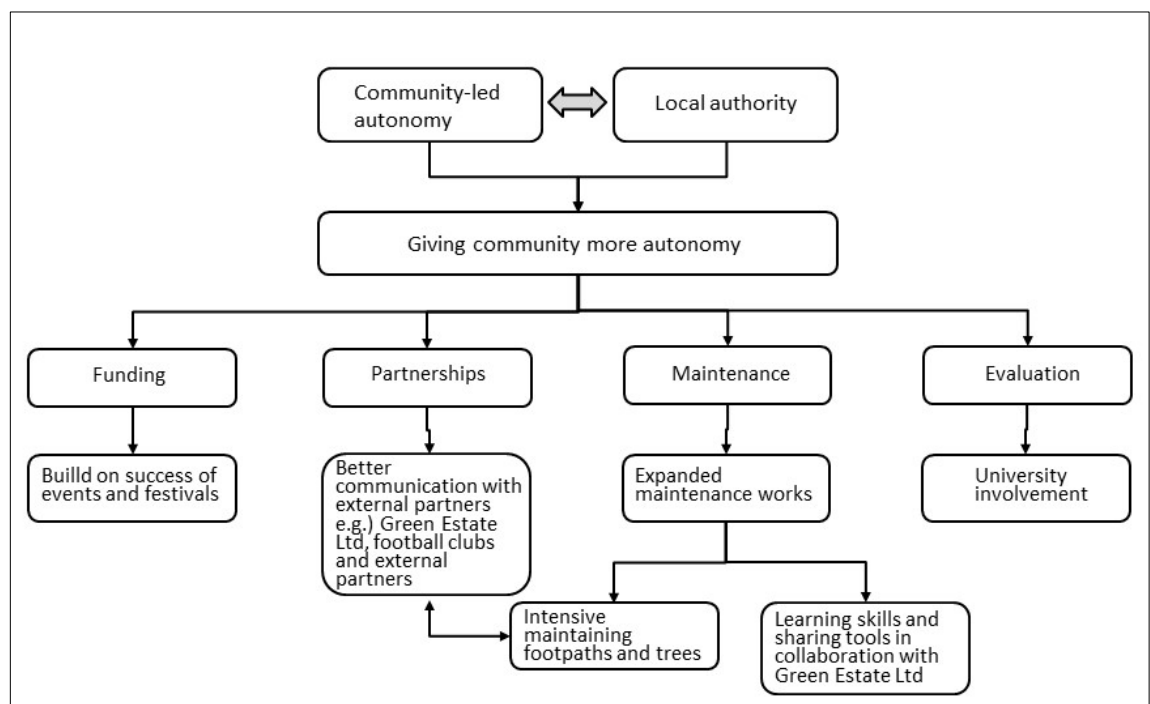 Community-led
autonomy
Local authority
Giving community more autonomy
Funding
Partnerships
Maintenance
Evaluation
Builld on success of
events and festivals
Better
communication with
external partners
e.g.) Green Estate
Ltd, football clubs
and external
partners
Expanded
maintenance works
University
involvement
Intensive
maintaining
footpaths and trees
Learning skills and
sharing tools in
collaboration with
Green Estate Ltd